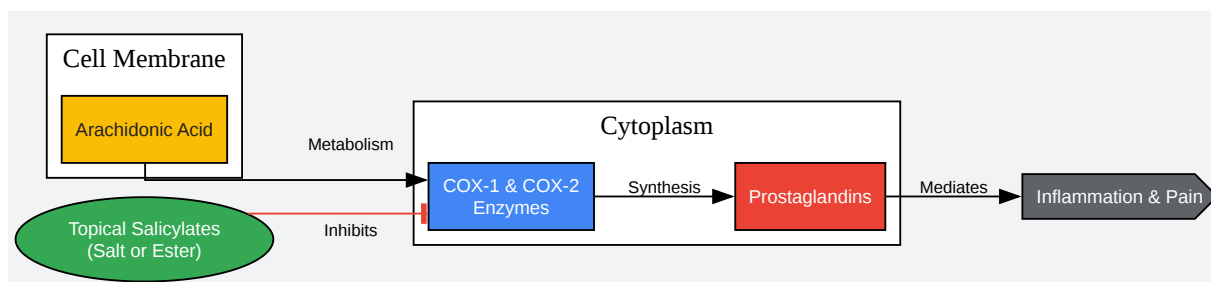 Cell Membrane
Arachidonic Acid
Metabolism
Topical Salicylates
(Salt or Ester)
Inhibits
Cytoplasm
COX-1 & COX-2
Enzymes
Synthesis
Prostaglandins
Mediates
Inflammation & Pain